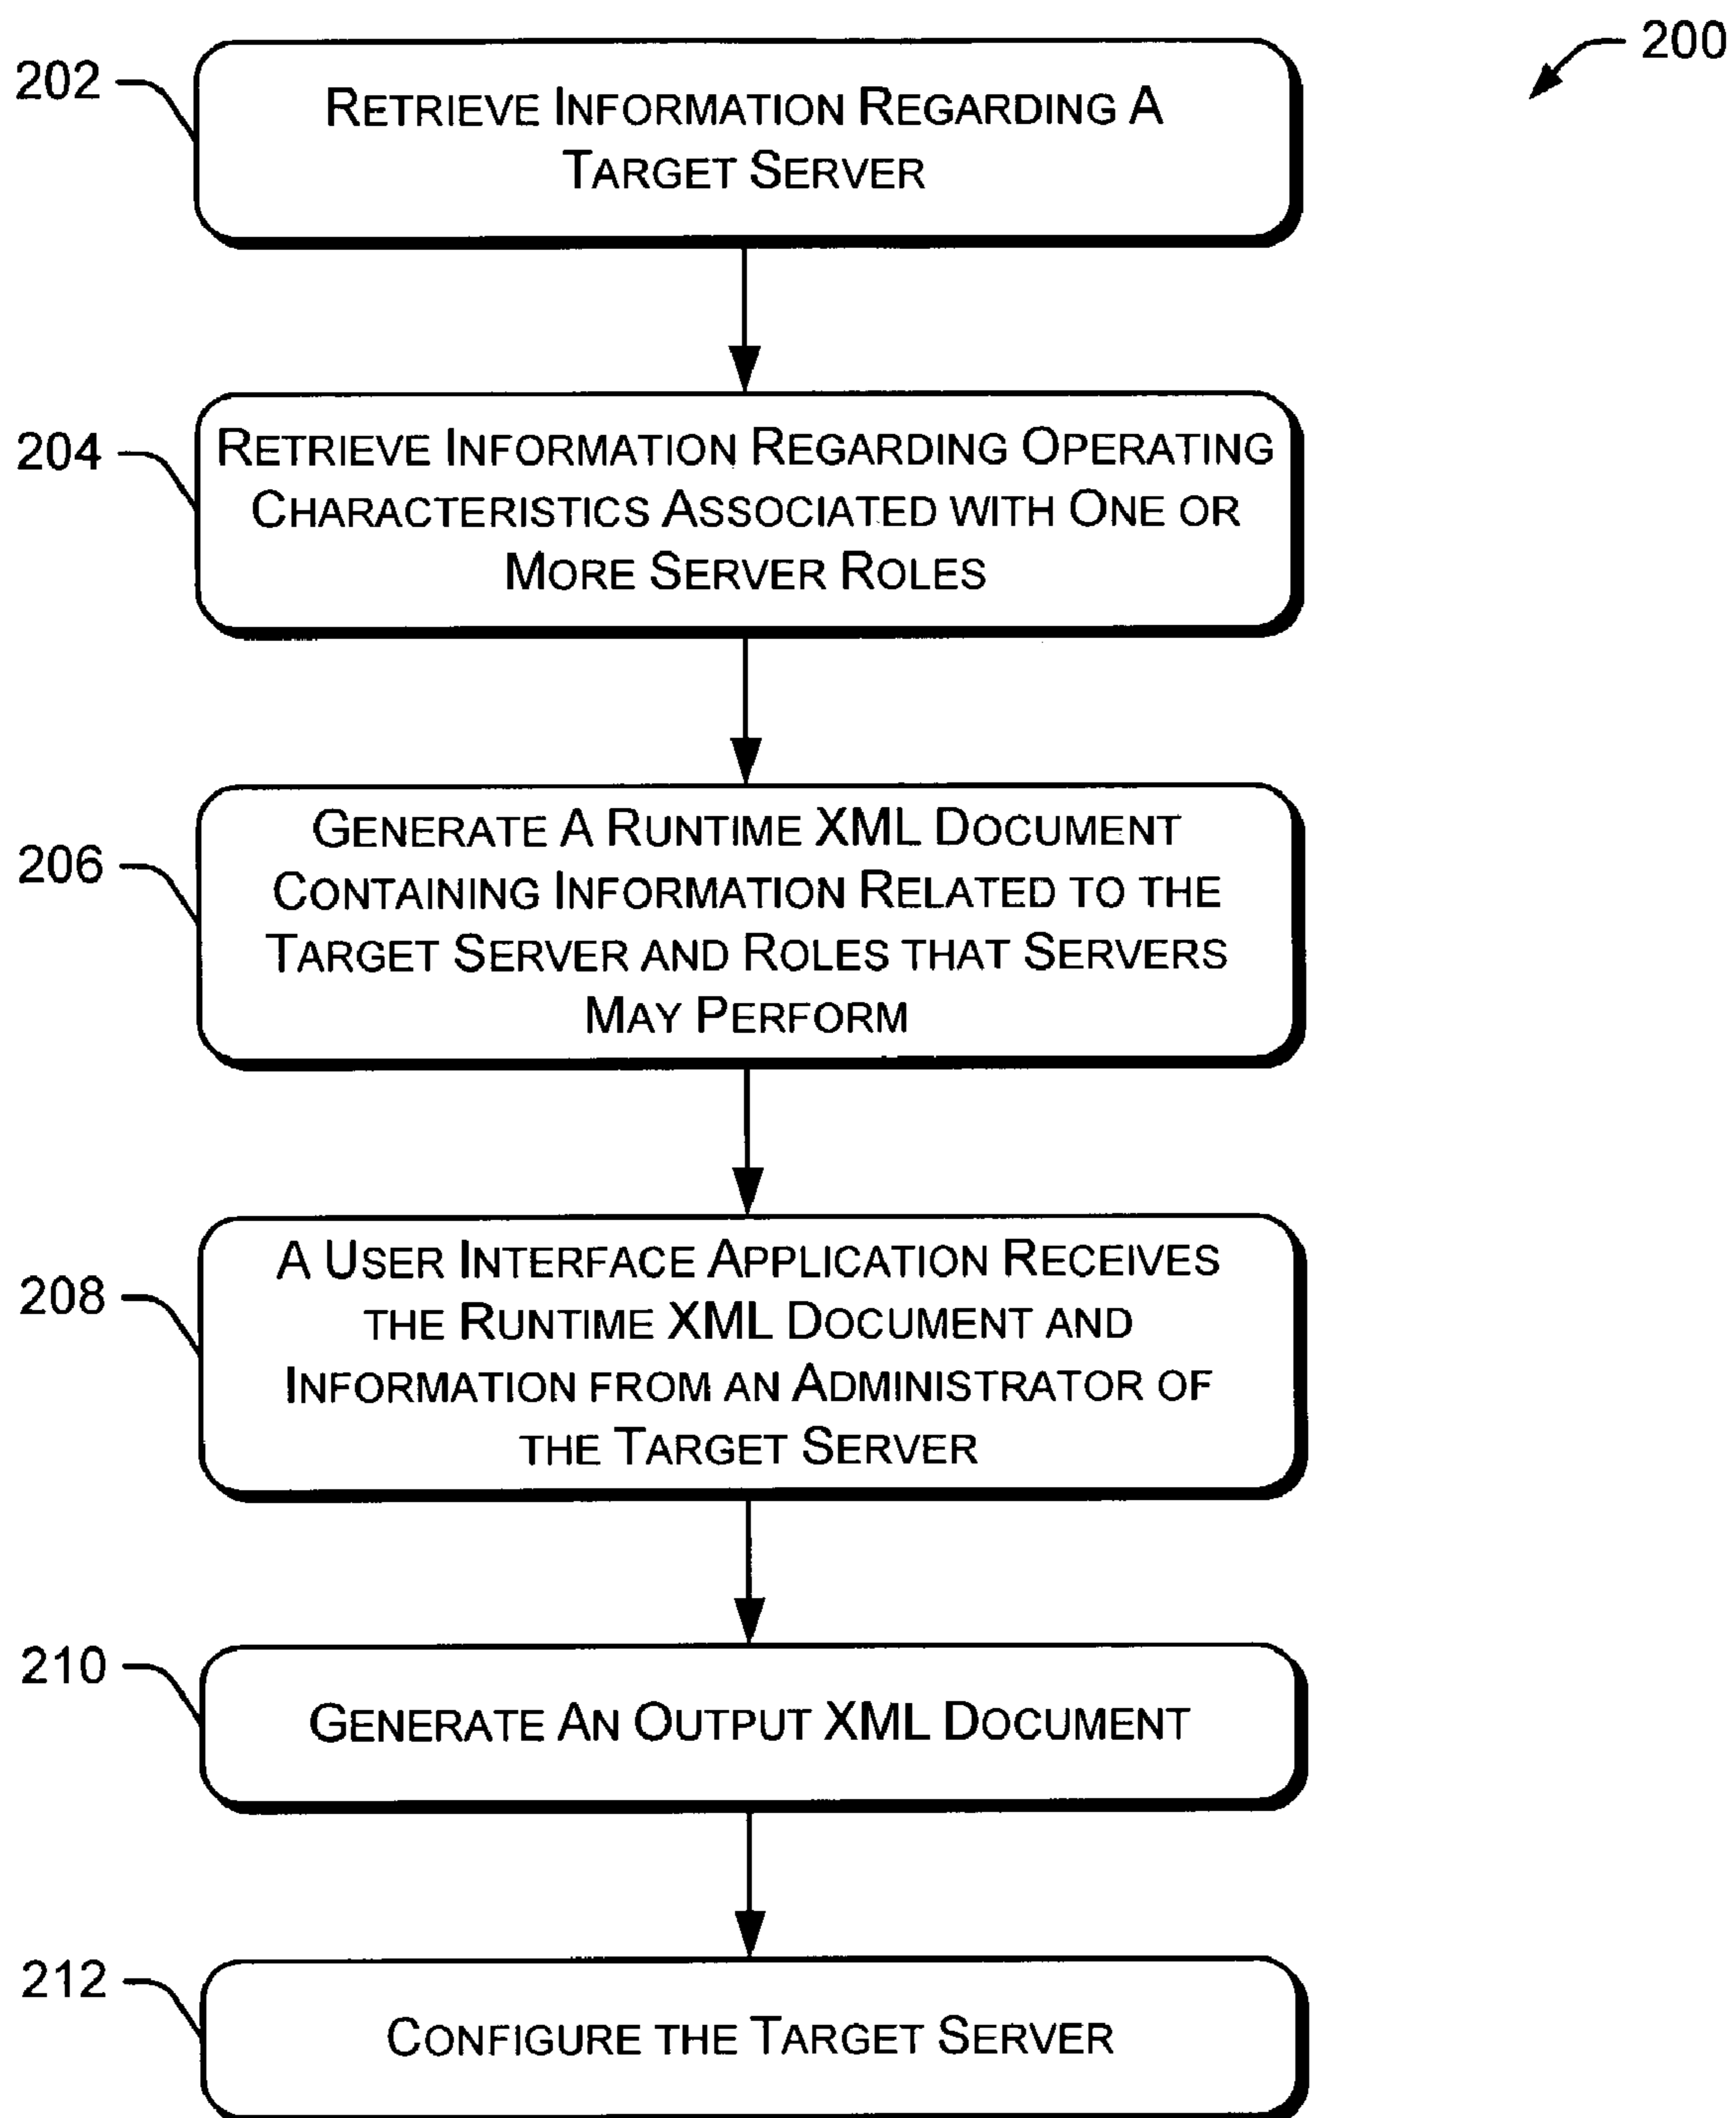 200
202
RETRIEVE INFORMATION REGARDING A
TARGET SERVER
204
RETRIEVE INFORMATION REGARDING OPERATING
CHARACTERISTICS ASSOCIATED WITH ONE OR
MORE SERVER ROLES
206
GENERATE A RUNTIME XML DOCUMENT
CONTAINING INFORMATION RELATED TO THE
TARGET SERVER AND ROLES THAT SERVERS
MAY PERFORM
208
A USER INTERFACE APPLICATION RECEIVES
THE RUNTIME XML DOCUMENT AND
INFORMATION FROM AN ADMINISTRATOR OF
THE TARGET SERVER
210
GENERATE AN OUTPUT XML DOCUMENT
212
CONFIGURE THE TARGET SERVER